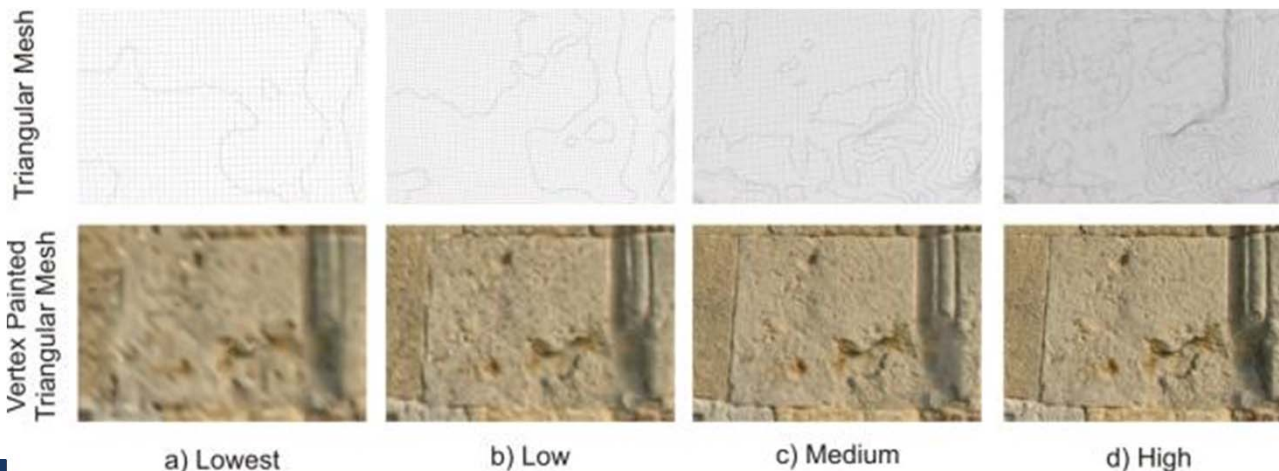 Triangular Mesh
Vertex Painted
Triangular Mesh
a) Lowest
b) Low
c) Medium
d) High